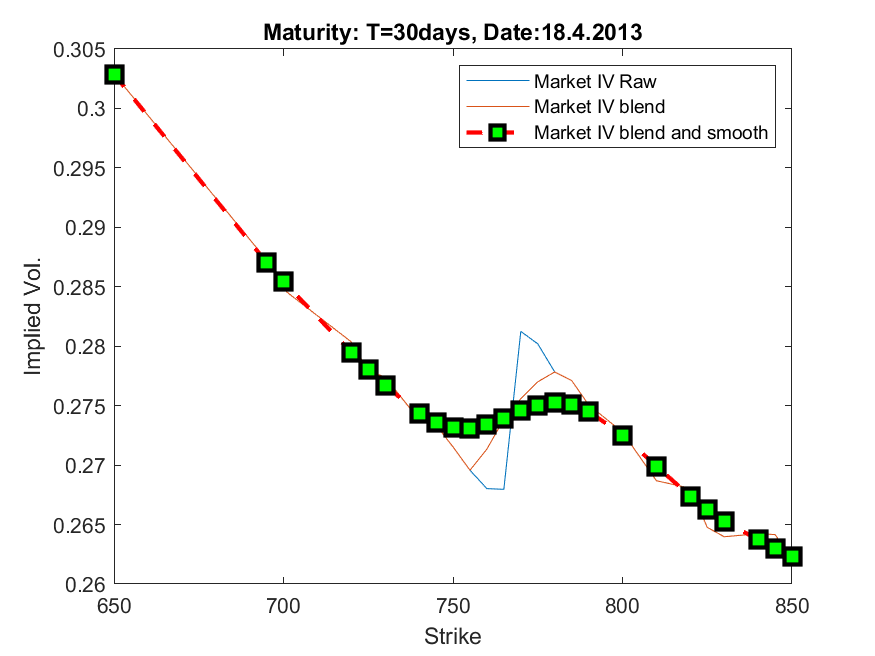 Maturity: T=30days, Date:18.4.2013
0.305
0.3
0.295
0.29
0.285
0.28
0.275
0.27
0.265
0.26
Implied Vol.
Market IV Raw
Market IV blend
Market IV blend and smooth
650
700
750
800
850
Strike